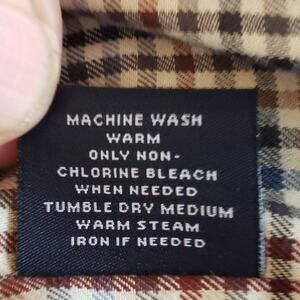 MACHINE WASH
WARM
ONLY NON-
CHLORINE BLEACH
WHEN NEEDED
TUMBLE DRY MEDIUM
WARM STEAM
IRON IF NEEDED